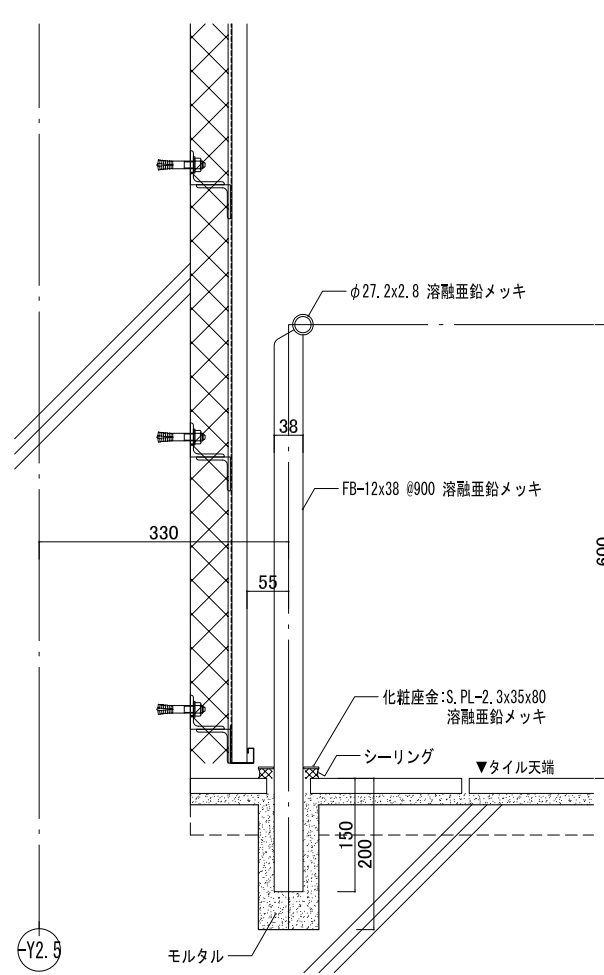 φ27.2x2.8 溶融亜鉛メッキ
38
FB-12x38 @900 溶融亜鉛メッキ
330
600
55
化粧座金:S.PL-2.3x35x80
溶融亜鉛メッキ
シーリング
▼タイル天端
150
200
-Y2.5
モルタル